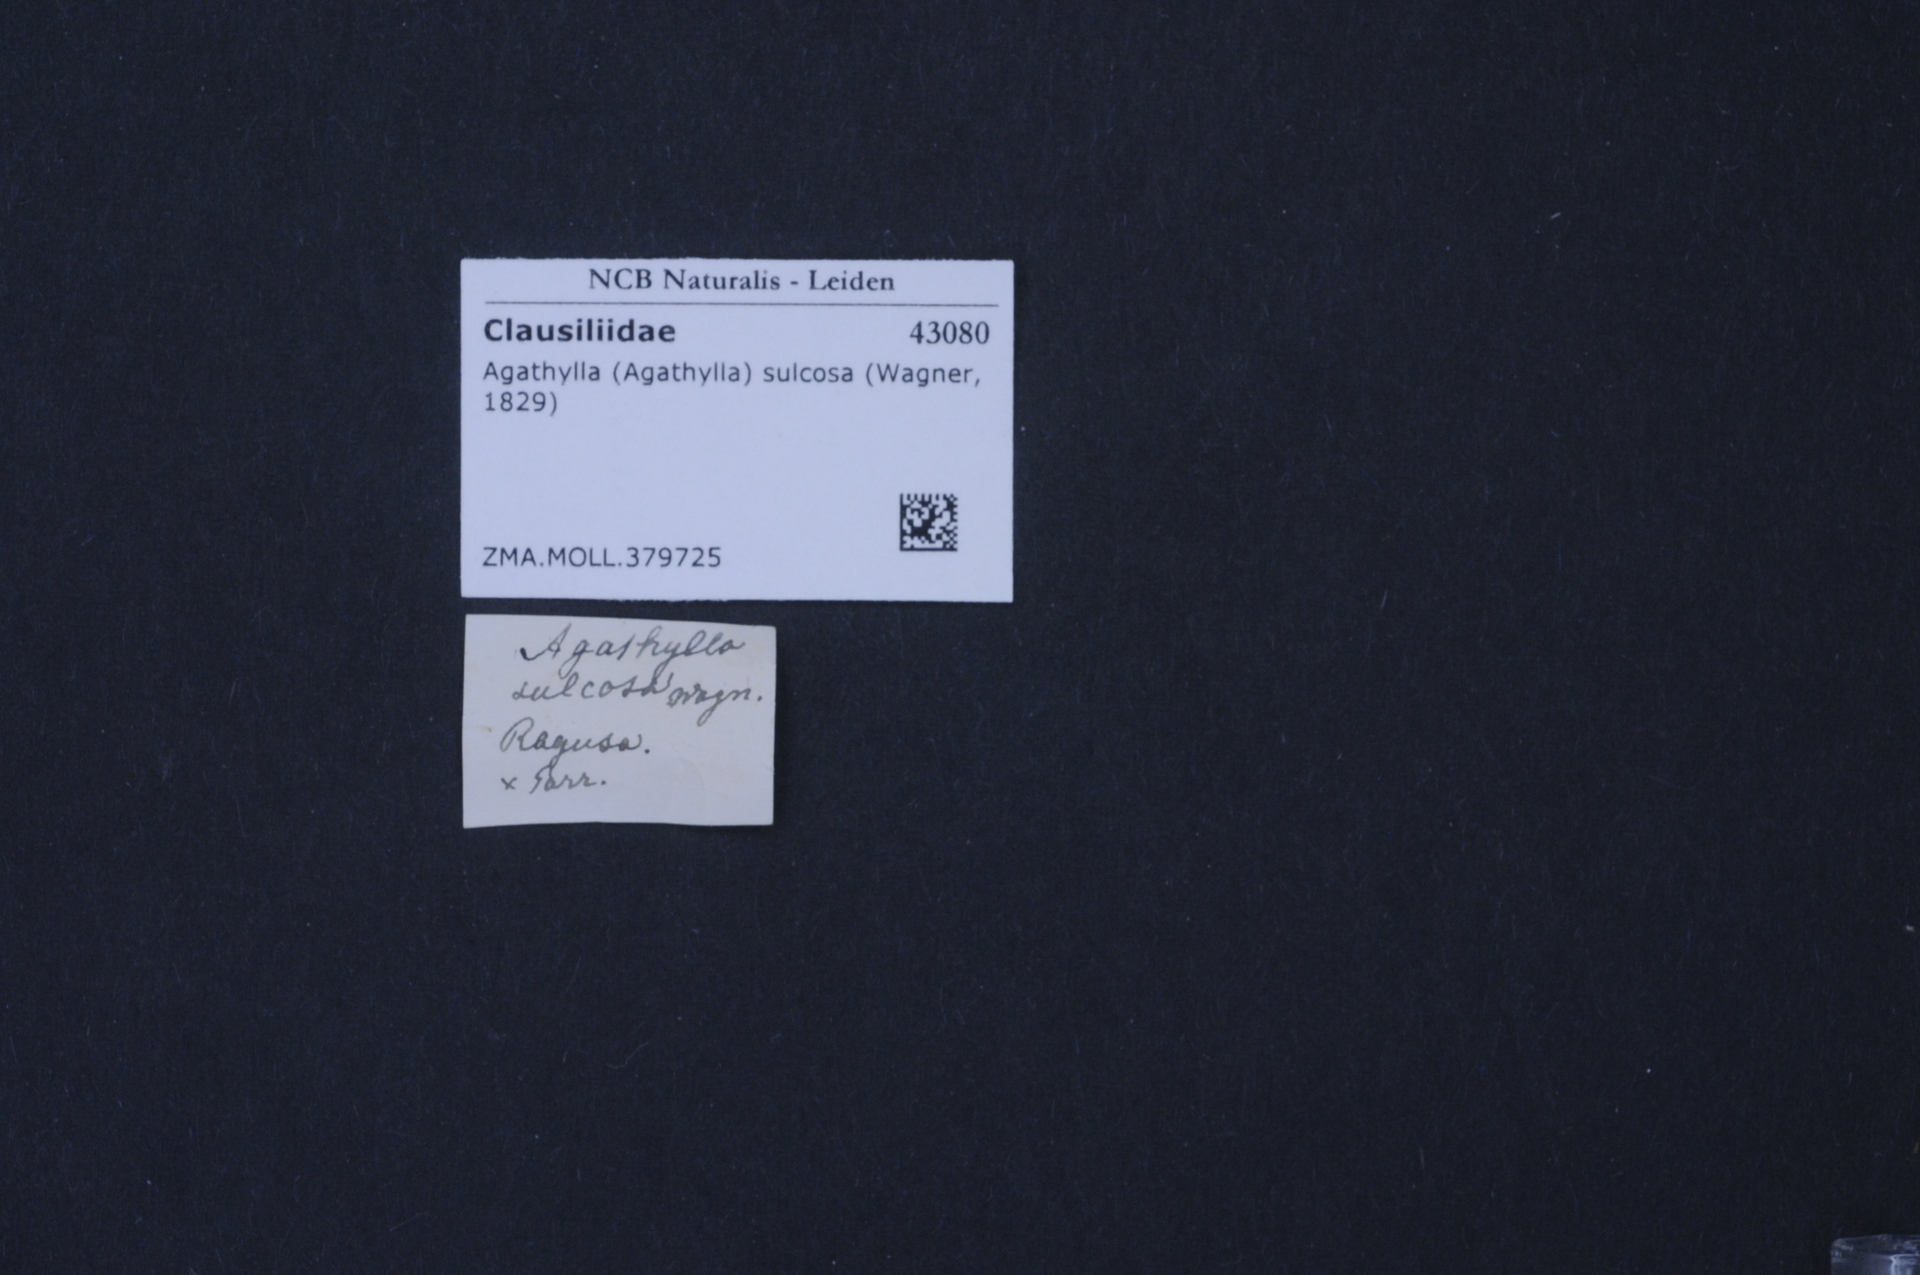 NCB Naturalis - Leiden
Clausiliidae 43080
Agathylla (Agathylla) sulcosa (Wagner,
1829)
ZMA.MOLL.379725
Agathylla
sulcosa Wagn.
Ragusa.
x